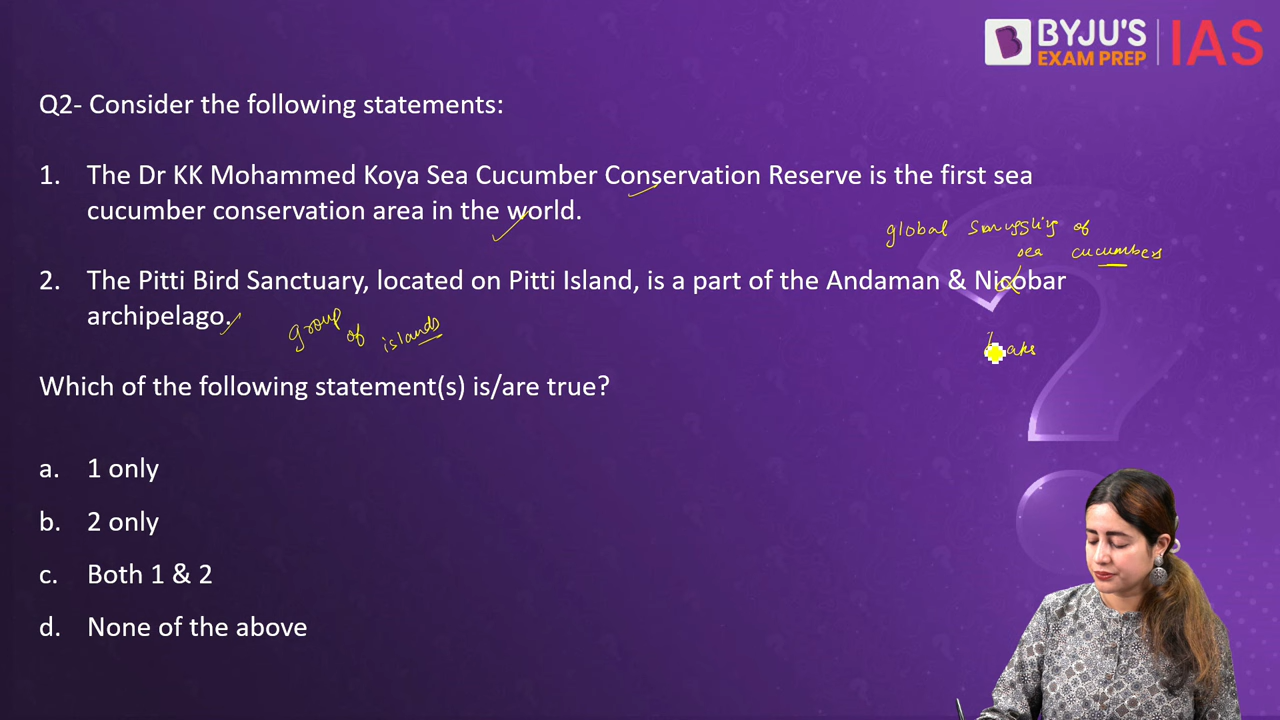 BYJU'S
EXAM PREP
IAS
Q2- Consider the following statements:
1. The Dr KK Mohammed Koya Sea Cucumber Conservation Reserve is the first sea
cucumber conservation area in the world.
global smuggling of
sea cucumbers
2. The Pitti Bird Sanctuary, located on Pitti Island, is a part of the Andaman & Nicobar
archipelago.
group of islands
Which of the following statement(s) is/are true?
a. 1 only
b. 2 only
c. Both 1 & 2
d. None of the above